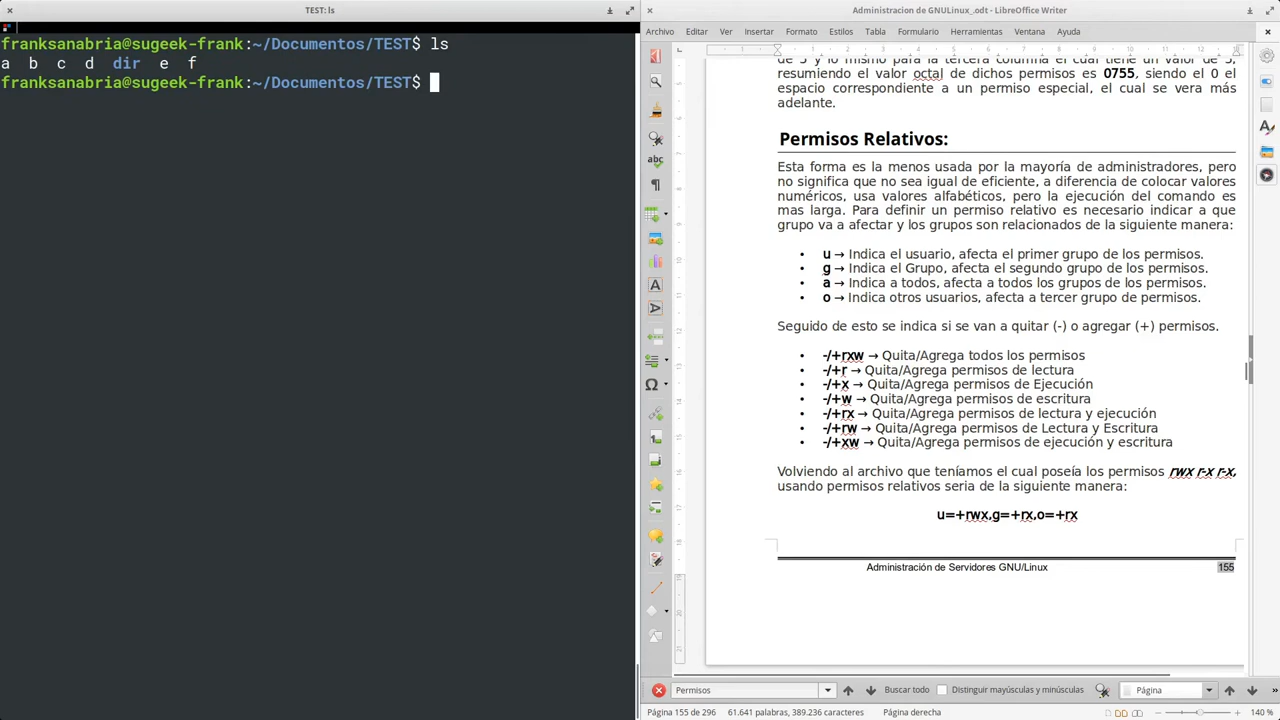 TEST: ls
franksanabria@sugeek-frank:~/Documentos/TEST$ ls
a b c d dir e f
franksanabria@sugeek-frank:~/Documentos/TEST$
Administracion de GNULinux_.odt - LibreOffice Writer
Archivo Editar Ver Insertar Formato Estilos Tabla Formulario Herramientas Ventana Ayuda
resumiendo el valor octal de dichos permisos es 0755, siendo el 0 el
espacio correspondiente a un permiso especial, el cual se vera más
adelante.
Permisos Relativos:
Esta forma es la menos usada por la mayoría de administradores, pero
no significa que no sea igual de eficiente, a diferencia de colocar valores
numéricos, usa valores alfabéticos, pero la ejecución del comando es
mas larga. Para definir un permiso relativo es necesario indicar a que
grupo va a afectar y los grupos son relacionados de la siguiente manera:
• u → Indica el usuario, afecta el primer grupo de los permisos.
• g → Indica el Grupo, afecta el segundo grupo de los permisos.
• a → Indica a todos, afecta a todos los grupos de los permisos.
• o → Indica otros usuarios, afecta a tercer grupo de permisos.
Seguido de esto se indica si se van a quitar (-) o agregar (+) permisos.
• -/+rxw → Quita/Agrega todos los permisos
• -/+r → Quita/Agrega permisos de lectura
• -/+x → Quita/Agrega permisos de Ejecución
• -/+w → Quita/Agrega permisos de escritura
• -/+rx → Quita/Agrega permisos de lectura y ejecución
• -/+rw → Quita/Agrega permisos de Lectura y Escritura
• -/+xw → Quita/Agrega permisos de ejecución y escritura
Volviendo al archivo que teníamos el cual poseía los permisos rwx r-x r-x,
usando permisos relativos seria de la siguiente manera:
u=+rwx,g=+rx,o=+rx
Administración de Servidores GNU/Linux 155
Permisos Buscar todo Distinguir mayúsculas y minúsculas Página
Página 155 de 296 61.641 palabras, 389.236 caracteres Página derecha 140 %